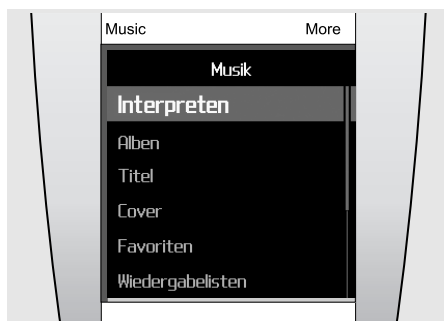 Music More
Musik
Interpreten
Alben
Titel
Cover
Favoriten
Wiedergabelisten